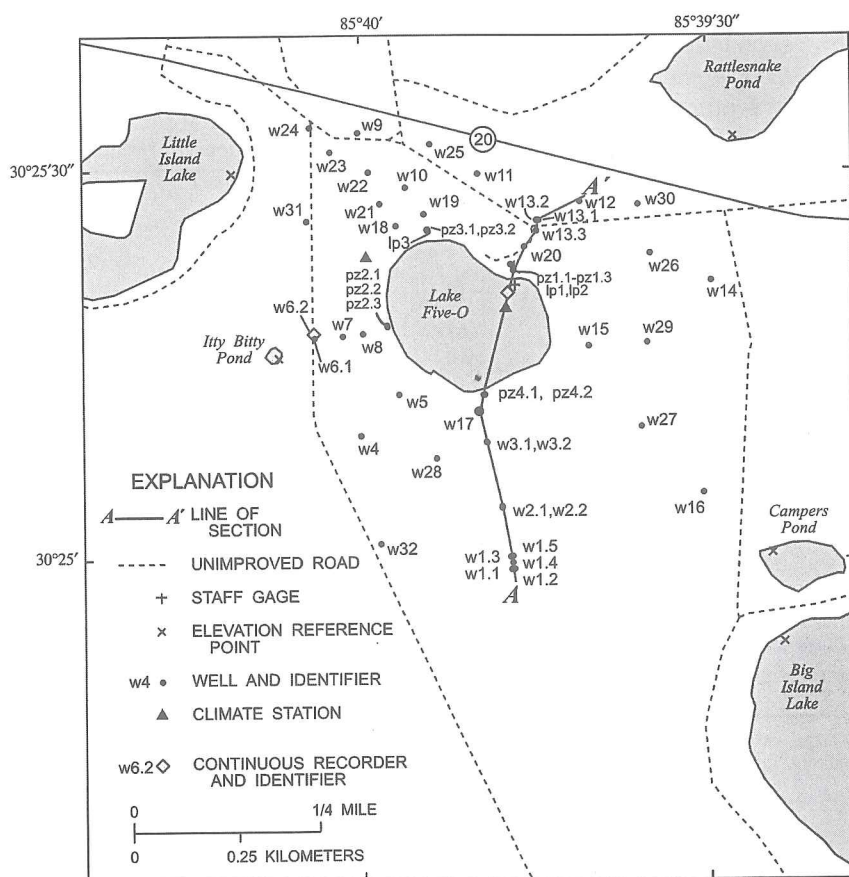 85°40′
85°39′30″
Rattlesnake
Pond
w24
w9
20
Little
Island
Lake
w25
w23
30°25′30″
w22
w10
w11
A′
w13.2
w12
w30
w21
w19
w13.1
w31
w18
pz3.1,pz3.2
w13.3
lp3
w20
w26
pz2.1
pz1.1-pz1.3
w14
pz2.2
lp1,lp2
pz2.3
Lake
Five-O
w6.2
w7
w15
w29
Itty Bitty
Pond
w8
w6.1
w5
pz4.1, pz4.2
w17
w27
w4
w3.1,w3.2
w28
EXPLANATION
w16
A A′ LINE OF
SECTION
w2.1,w2.2
Campers
Pond
w32
w1.5
30°25′
w1.3
w1.4
UNIMPROVED ROAD
w1.1
w1.2
A
STAFF GAGE
ELEVATION REFERENCE
POINT
Big
Island
Lake
w4 WELL AND IDENTIFIER
CLIMATE STATION
w6.2 CONTINUOUS RECORDER
AND IDENTIFIER
0 1/4 MILE
0 0.25 KILOMETERS